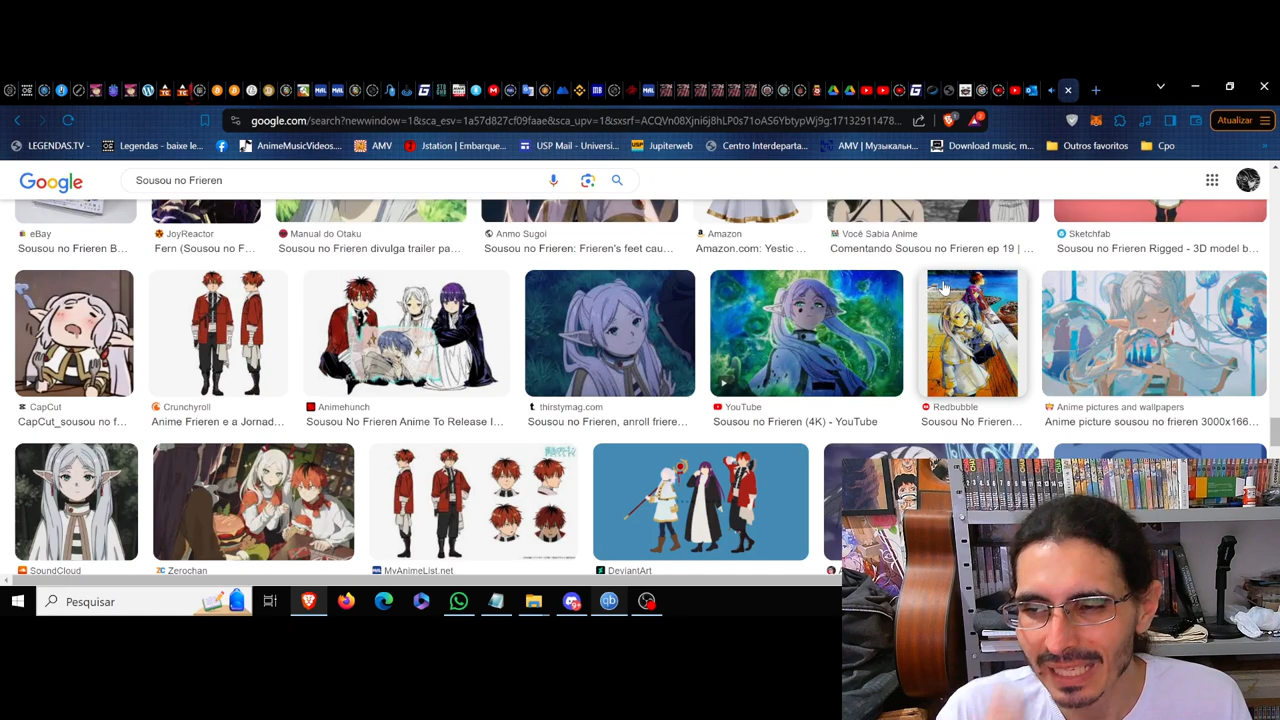 google.com/search?newwindow=1&sca_esv=1a57d827cf09faae&sca_upv=1&sxsrf=ACQVn08Xjni6j8hLP0s71oAS6YbtypWj9g:17132911478...
Atualizar
LEGENDAS.TV
Legendas - baixe le...
AnimeMusicVideos...
AMV
Jstation | Embarque...
USP Mail - Universi...
Jupiterweb
Centro Interdeparta...
AMV | Музыкальн...
Download music, m...
Outros favoritos
Cpo
Google
Sousou no Frieren
eBay
JoyReactor
Manual do Otaku
Anmo Sugoi
Amazon
Você Sabia Anime
Sketchfab
Sousou no Frieren B...
Fern (Sousou no F...
Sousou no Frieren divulga trailer pa...
Sousou no Frieren: Frieren's feet cau...
Amazon.com: Yestic ...
Comentando Sousou no Frieren ep 19 | ...
Sousou no Frieren Rigged - 3D model b...
CapCut
Crunchyroll
Animehunch
thirstymag.com
YouTube
Redbubble
Anime pictures and wallpapers
CapCut_sousou no f...
Anime Frieren e a Jornad...
Sousou No Frieren Anime To Release I...
Sousou no Frieren, anroll friere...
Sousou no Frieren (4K) - YouTube
Sousou No Frieren...
Anime picture sousou no frieren 3000x166...
SoundCloud
Zerochan
MyAnimeList.net
DeviantArt
Pesquisar